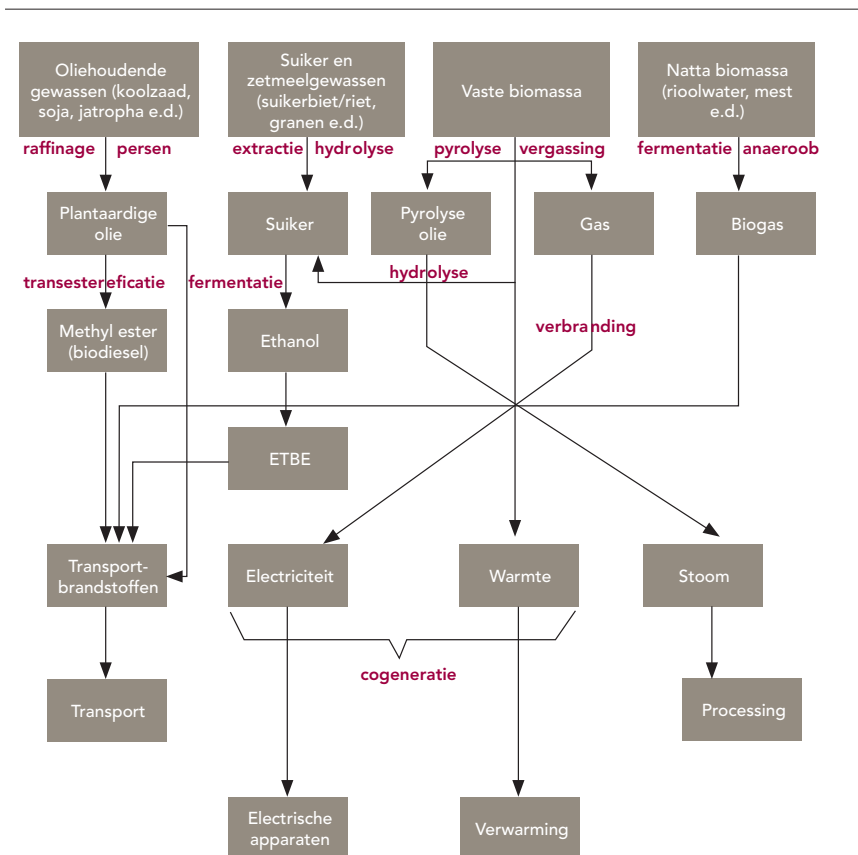 Oliehoudende
gewassen (koolzaad,
soja, jatropha e.d.)
Suiker en
zetmeelgewassen
(suikerbiet/riet,
granen e.d.)
Vaste biomassa
Natta biomassa
(rioolwater, mest
e.d.)
raffinage persen
extractie hydrolyse
pyrolyse vergassing
fermentatie anaeroob
Plantaardige
olie
Suiker
Pyrolyse
olie
Gas
Biogas
transestereficatie
fermentatie
hydrolyse
Methyl ester
(biodiesel)
Ethanol
verbranding
ETBE
Transport-
brandstoffen
Electriciteit
Warmte
Stoom
cogeneratie
Transport
Processing
Electrische
apparaten
Verwarming